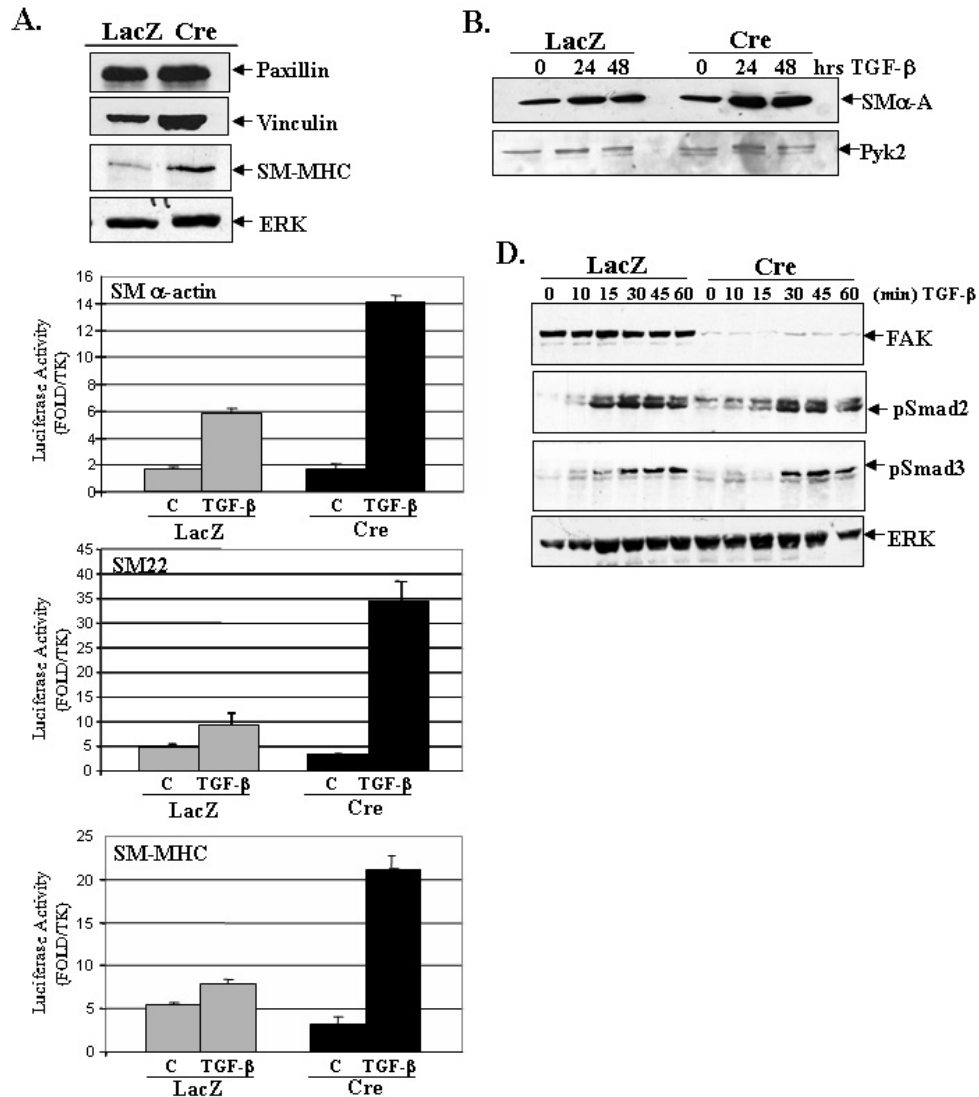 A.
LacZ Cre
Paxillin
Vinculin
SM-MHC
ERK
B.
LacZ Cre
0 24 48 0 24 48 hrs TGF-β
SMα-A
Pyk2
SM α-actin
Luciferase Activity
(FOLD/TK)
16
14
12
10
8
6
4
2
0
C TGF-β C TGF-β
LacZ Cre
SM22
Luciferase Activity
(FOLD/TK)
45
40
35
30
25
20
15
10
5
0
C TGF-β C TGF-β
LacZ Cre
SM-MHC
Luciferase Activity
(FOLD/TK)
25
20
15
10
5
0
C TGF-β C TGF-β
LacZ Cre
D.
LacZ Cre
0 10 15 30 45 60 0 10 15 30 45 60 (min) TGF-β
FAK
pSmad2
pSmad3
ERK